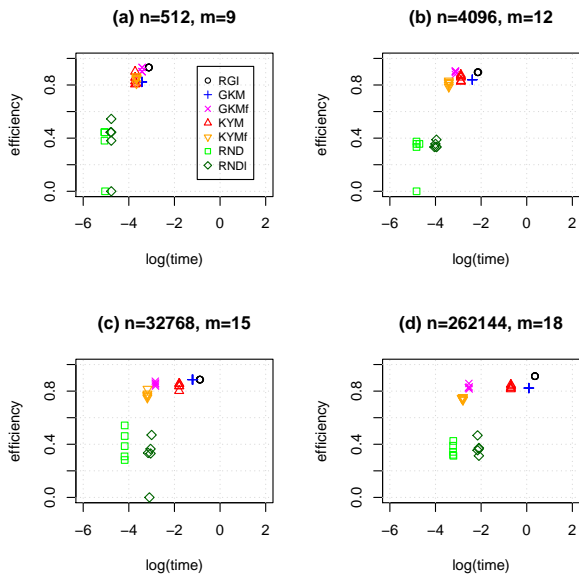 (a) n=512, m=9
(b) n=4096, m=12
efficiency
0.0 0.4 0.8
RGI
GKM
GKMf
KYM
KYMf
RND
RNDI
−6 −4 −2 0 2
log(time)
efficiency
0.0 0.4 0.8
−6 −4 −2 0 2
log(time)
(c) n=32768, m=15
(d) n=262144, m=18
efficiency
0.0 0.4 0.8
−6 −4 −2 0 2
log(time)
efficiency
0.0 0.4 0.8
−6 −4 −2 0 2
log(time)